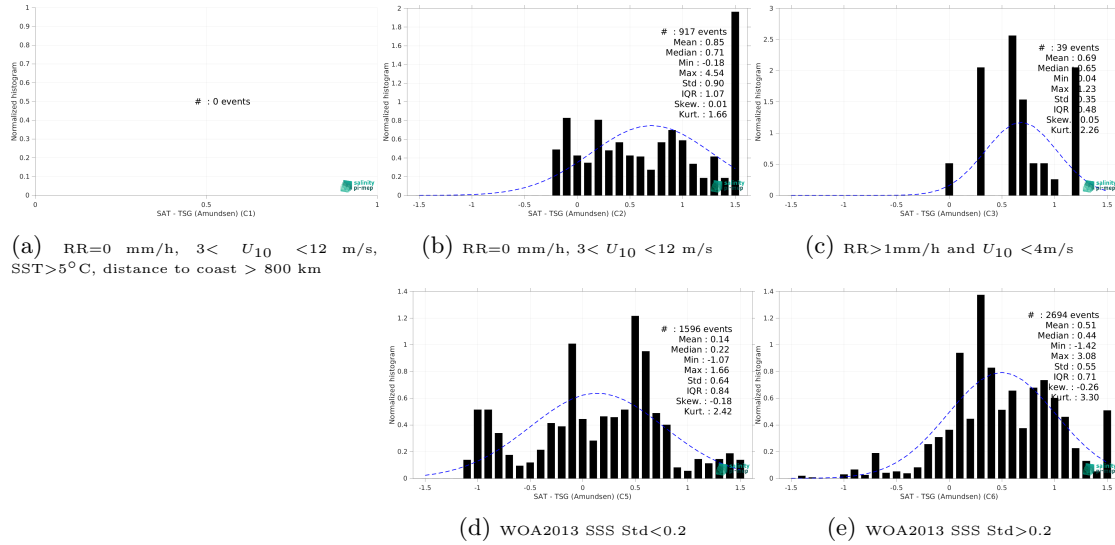 1
0.9
0.8
0.7
0.6
0.5
0.4
0.3
0.2
0.1
0
Normalized histogram
# : 0 events
0 0.5 1
SAT - TSG (Amundsen) (C1)
salinity
pi-mep
(a) RR=0 mm/h, 3< U10 <12 m/s,
SST>5°C, distance to coast > 800 km
2
1.8
1.6
1.4
1.2
1
0.8
0.6
0.4
0.2
0
Normalized histogram
# : 917 events
Mean : 0.85
Median : 0.71
Min : -0.18
Max : 4.54
Std : 0.90
IQR : 1.07
Skew. : 0.01
Kurt. : 1.66
-1.5 -1 -0.5 0 0.5 1 1.5
SAT - TSG (Amundsen) (C2)
(b) RR=0 mm/h, 3< U10 <12 m/s
3
2.5
2
1.5
1
0.5
0
Normalized histogram
# : 39 events
Mean : 0.69
Median : 0.65
Min 0.04
Max 1.23
Std 0.35
IQR 0.48
Skew. 0.05
Kurt. 2.26
-1.5 -1 -0.5 0 0.5 1 1.5
SAT - TSG (Amundsen) (C3)
salinity
pi-mep
(c) RR>1mm/h and U10 <4m/s
1.4
1.2
1
0.8
0.6
0.4
0.2
0
Normalized histogram
# : 1596 events
Mean : 0.14
Median : 0.22
Min : -1.07
Max : 1.66
Std : 0.64
IQR : 0.84
Skew. : -0.18
Kurt. : 2.42
-1.5 -1 -0.5 0 0.5 1 1.5
SAT - TSG (Amundsen) (C5)
(d) WOA2013 SSS Std<0.2
1.4
1.2
1
0.8
0.6
0.4
0.2
0
Normalized histogram
# : 2694 events
Mean : 0.51
Median : 0.44
Min : -1.42
Max : 3.08
Std : 0.55
IQR : 0.71
Skew. : -0.26
Kurt. : 3.30
-1.5 -1 -0.5 0 0.5 1 1.5
SAT - TSG (Amundsen) (C6)
(e) WOA2013 SSS Std>0.2